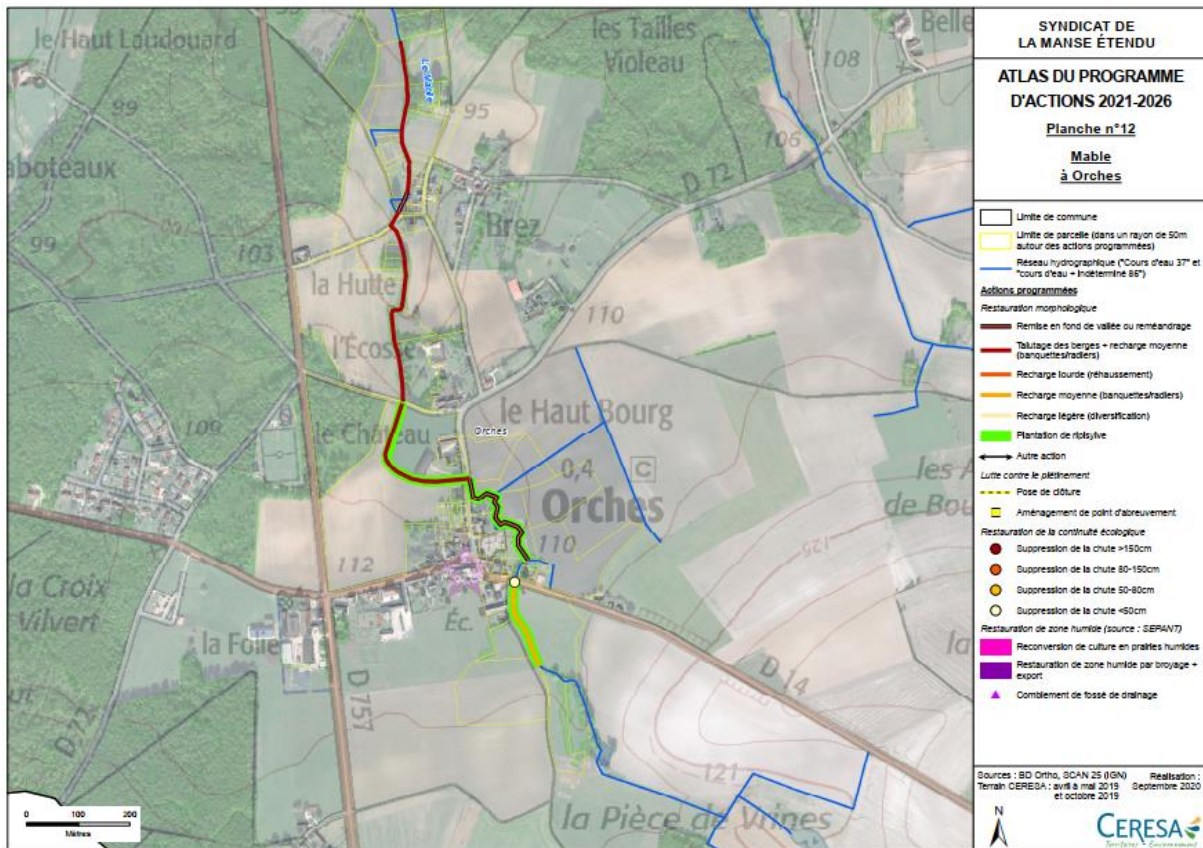 le Haut Laudouard
les Tailles
Violeau
Belle
108
99
Le Mable
95
106
aboteaux
D 72
Brez
99
103
la Hutte
110
l'Écosse
le Haut Bourg
le Château
Orches
109
0,4
C
les A
de Bou
Orches
110
125
112
la Croix
Vilvert
Éc.
la Folie
la
D 14
D 757
D 72
121
la Pièce de Vrines
0 100 200
Mètres
SYNDICAT DE
LA MANSE ÉTENDU
ATLAS DU PROGRAMME
D'ACTIONS 2021-2026
Planche n°12
Mable
à Orches
Limite de commune
Limite de parcelle (dans un rayon de 50m
autour des actions programmées)
Réseau hydrographique ("Cours d'eau 37" et
"cours d'eau + indéterminé 86")
Actions programmées
Restauration morphologique
Remise en fond de vallée ou reméandrage
Talutage des berges + recharge moyenne
(banquettes/radiers)
Recharge lourde (réhaussement)
Recharge moyenne (banquettes/radiers)
Recharge légère (diversification)
Plantation de ripisylve
Autre action
Lutte contre le piétinement
Pose de clôture
Aménagement de point d'abreuvement
Restauration de la continuité écologique
Suppression de la chute >150cm
Suppression de la chute 80-150cm
Suppression de la chute 50-80cm
Suppression de la chute <50cm
Restauration de zone humide (source : SEPANT)
Reconversion de culture en prairies humides
Restauration de zone humide par broyage +
export
Comblement de fossé de drainage
Sources : BD Ortho, SCAN 25 (IGN)
Terrain CERESA : avril à mai 2019
et octobre 2019
Réalisation :
Septembre 2020
N
CERESA
Territoires - Environnement